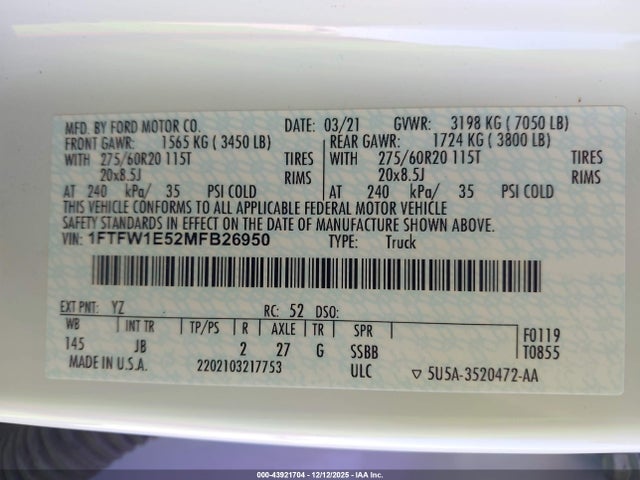 MFD. BY FORD MOTOR CO. DATE: 03/21 GVWR: 3198 KG ( 7050 LB)
FRONT GAWR: 1565 KG ( 3450 LB) REAR GAWR: 1724 KG ( 3800 LB)
WITH 275/60R20 115T TIRES WITH 275/60R20 115T TIRES
20x8.5J RIMS 20x8.5J RIMS
AT 240 kPa/ 35 PSI COLD AT 240 kPa/ 35 PSI COLD
THIS VEHICLE CONFORMS TO ALL APPLICABLE FEDERAL MOTOR VEHICLE
SAFETY STANDARDS IN EFFECT ON THE DATE OF MANUFACTURE SHOWN ABOVE.
VIN: 1FTFW1E52MFB26950 TYPE: Truck
EXT PNT: YZ RC: 52 DSO:
WB INT TR TP/PS R AXLE TR SPR F0119
145 JB 2 27 G SSBB T0855
MADE IN U.S.A. 2202103217753 ULC ▽ 5U5A-3520472-AA
000-43921704 - 12/12/2025 - IAA Inc.